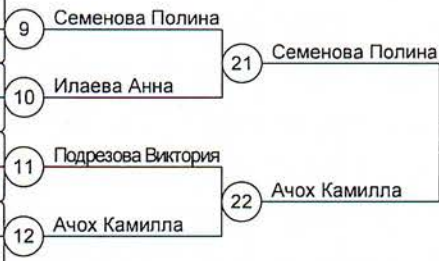 9 Семенова Полина
21 Семенова Полина
10 Илаева Анна
11 Подрезова Виктория
22 Ачох Камилла
12 Ачох Камилла